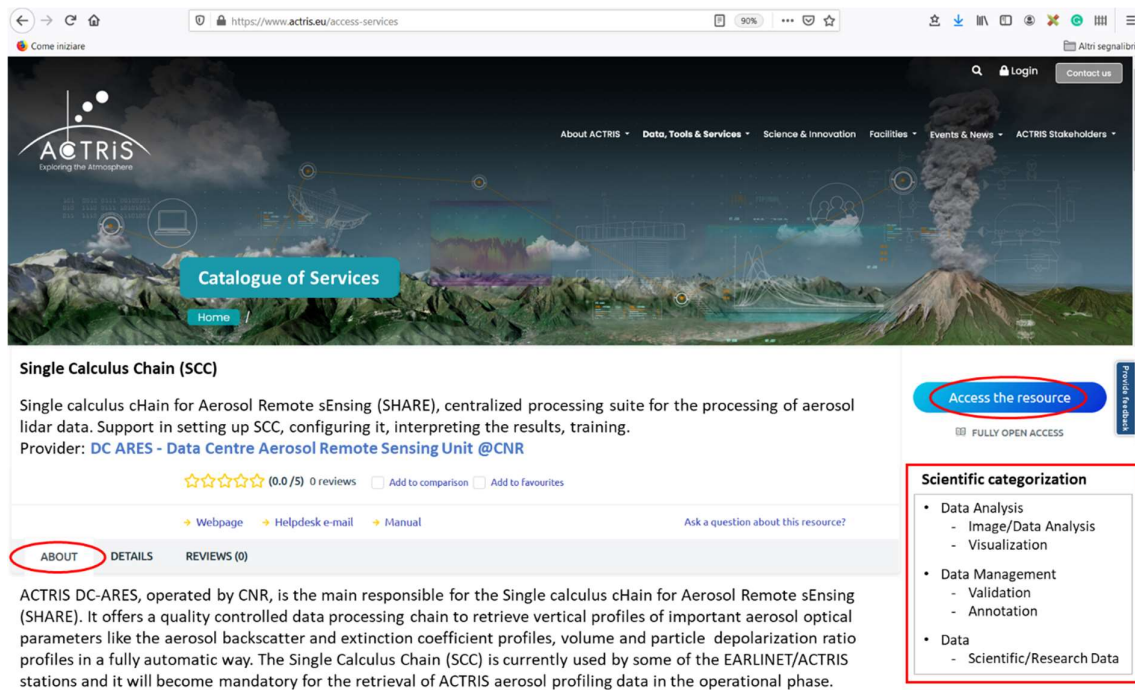 https://www.actris.eu/access-services
90%
Come iniziare
Altri segnalibri
Login
Contact us
ACTRiS
Exploring the Atmosphere
About ACTRIS
Data, Tools & Services
Science & Innovation
Facilities
Events & News
ACTRIS Stakeholders
Catalogue of Services
Home /
Single Calculus Chain (SCC)
Single calculus cHain for Aerosol Remote sEnsing (SHARE), centralized processing suite for the processing of aerosol
lidar data. Support in setting up SCC, configuring it, interpreting the results, training.
Provider: DC ARES - Data Centre Aerosol Remote Sensing Unit @CNR
(0.0 /5) 0 reviews
Add to comparison
Add to favourites
Webpage
Helpdesk e-mail
Manual
Ask a question about this resource?
ABOUT
DETAILS
REVIEWS (0)
ACTRIS DC-ARES, operated by CNR, is the main responsible for the Single calculus cHain for Aerosol Remote sEnsing
(SHARE). It offers a quality controlled data processing chain to retrieve vertical profiles of important aerosol optical
parameters like the aerosol backscatter and extinction coefficient profiles, volume and particle depolarization ratio
profiles in a fully automatic way. The Single Calculus Chain (SCC) is currently used by some of the EARLINET/ACTRIS
stations and it will become mandatory for the retrieval of ACTRIS aerosol profiling data in the operational phase.
Access the resource
FULLY OPEN ACCESS
Provide feedback
Scientific categorization
• Data Analysis
- Image/Data Analysis
- Visualization
• Data Management
- Validation
- Annotation
• Data
- Scientific/Research Data